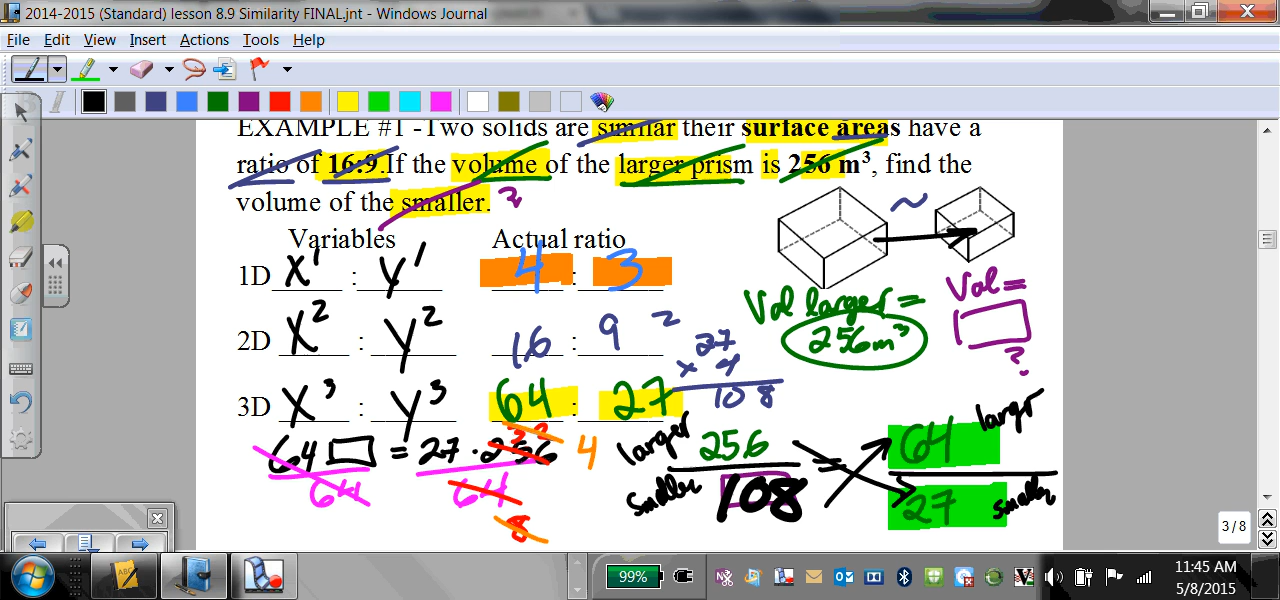 2014-2015 (Standard) lesson 8.9 Similarity FINAL.jnt - Windows Journal
File Edit View Insert Actions Tools Help
EXAMPLE #1 -Two solids are similar their surface areas have a
ratio of 16:9.If the volume of the larger prism is 256 m³, find the
volume of the smaller. ?
~
Variables Actual ratio
1D X¹ : Y¹ 4 : 3
Vol larger =
256m³
Vol =
?
2D X² : Y² 16 : 9 2
27
x 4
108
3D X³ : Y³ 64 : 27
64 = 27 · 256 4
32
64 64
8
larger 256 = 64 larger
smaller 108 27 smaller
3 / 8
ABC
99%
11:45 AM
5/8/2015